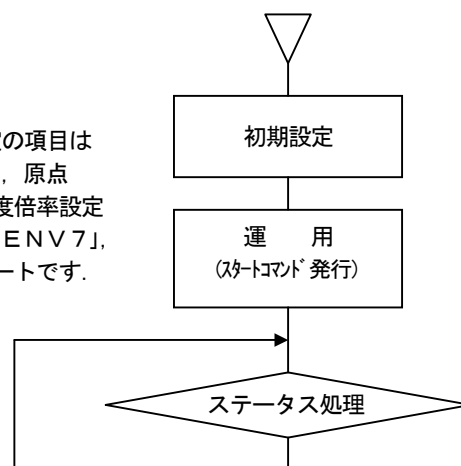 の項目は
，原点
度倍率設定
ＥＮＶ７」，
ートです．
初期設定
運　用
(ｽﾀｰﾄｺﾏﾝﾄﾞ発行)
ステータス処理